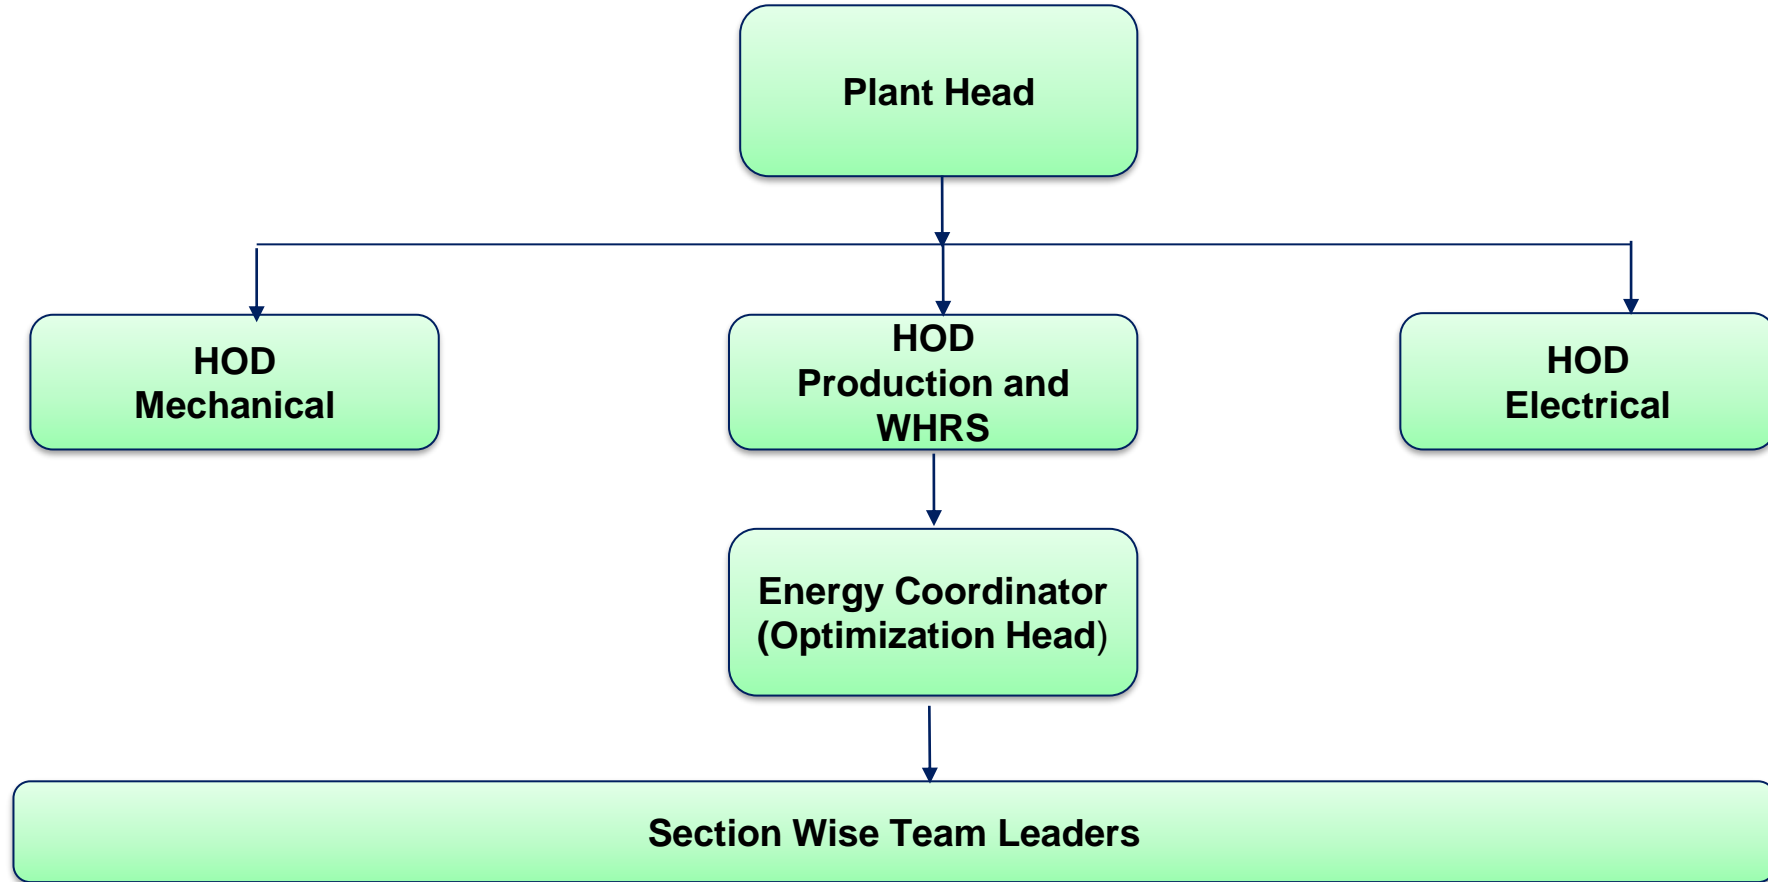 Plant Head
HOD
Mechanical
HOD
Production and
WHRS
HOD
Electrical
Energy Coordinator
(Optimization Head)
Section Wise Team Leaders